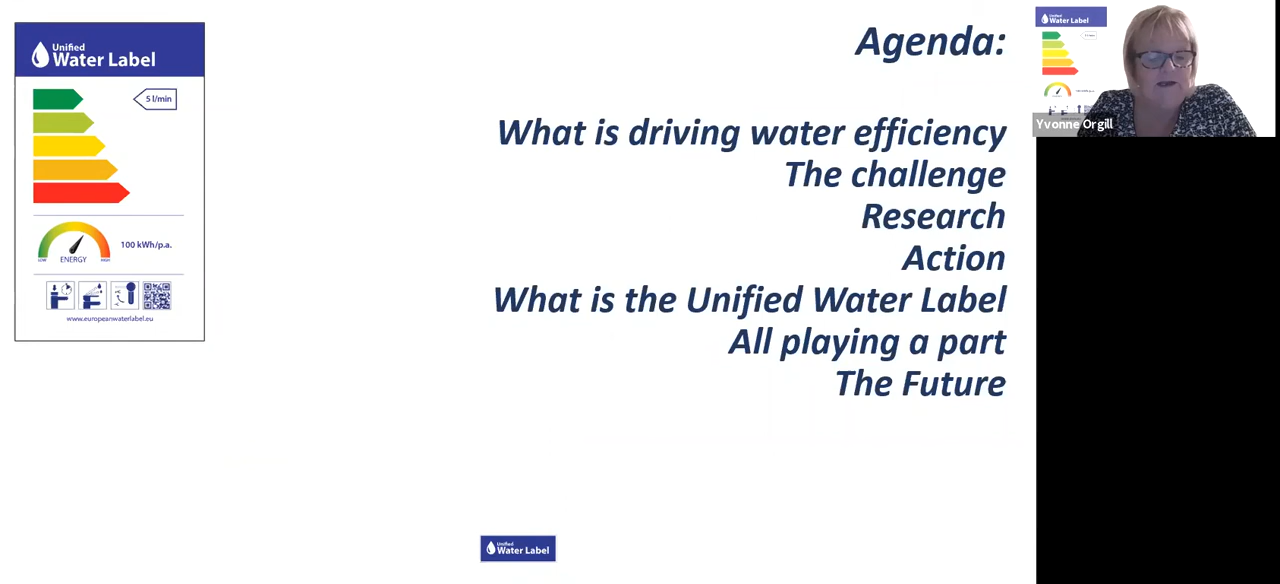 Unified
Water Label
5 l/min
100 kWh/p.a.
LOW
ENERGY
HIGH
www.europeanwaterlabel.eu
Agenda:
What is driving water efficiency
The challenge
Research
Action
What is the Unified Water Label
All playing a part
The Future
Unified
Water Label
Unified
Water Label
Yvonne Orgill